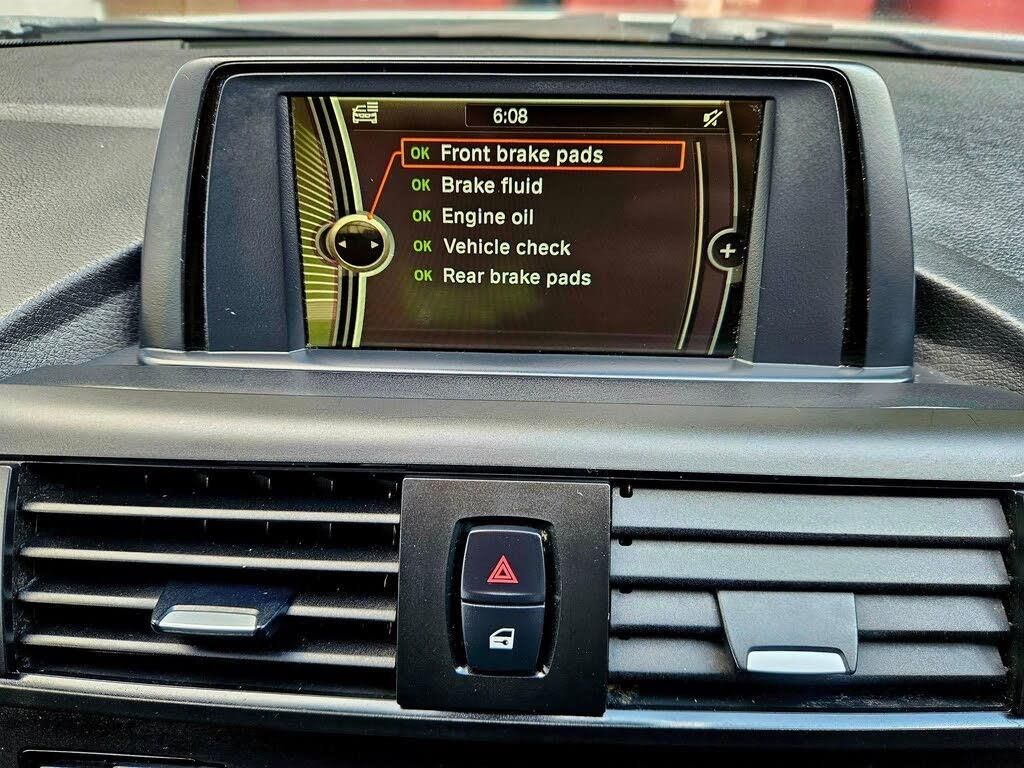 6:08
OK Front brake pads
OK Brake fluid
OK Engine oil
OK Vehicle check
OK Rear brake pads